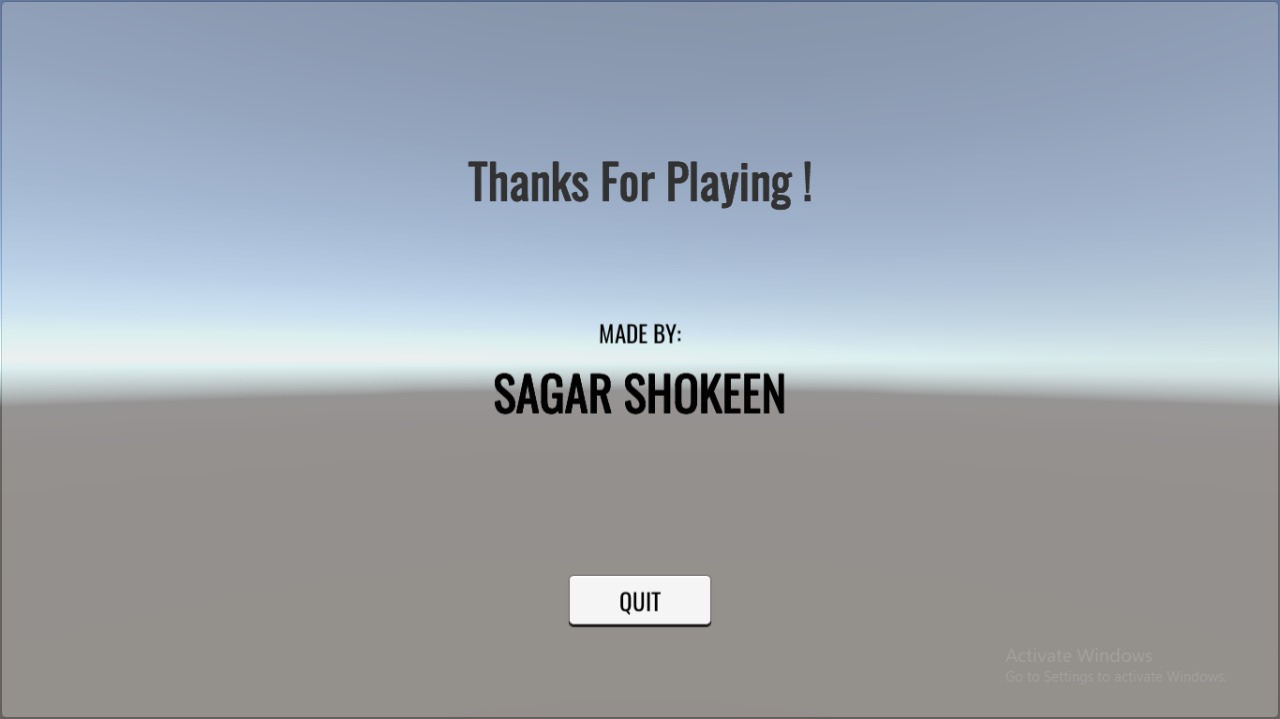 Thanks For Playing !
MADE BY:
SAGAR SHOKEEN
QUIT
Activate Windows
Go to Settings to activate Windows.